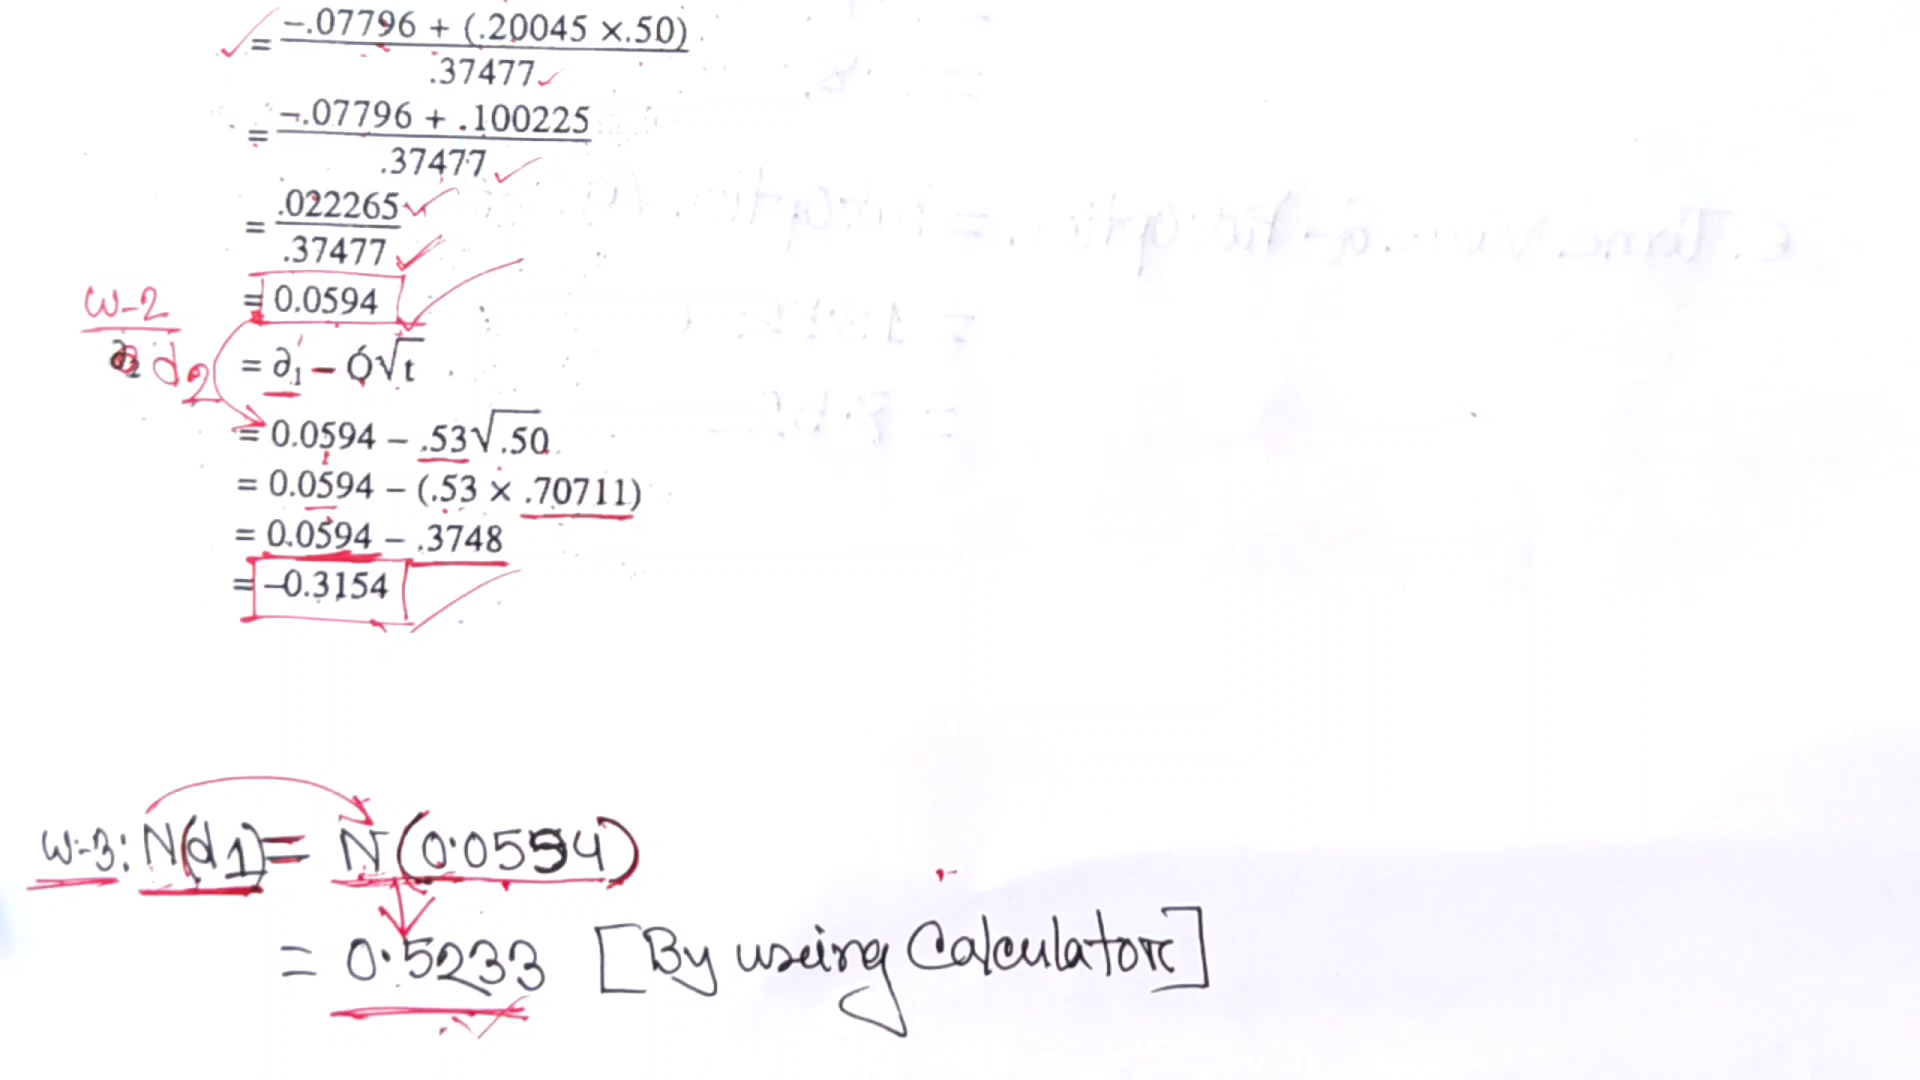 = −.07796 + (.20045 ×.50)
.37477
= −.07796 + .100225
.37477
= .022265
.37477
= 0.0594
W-2
d2 = ∂1 − Ó√t
= 0.0594 − .53√.50
= 0.0594 − (.53 × .70711)
= 0.0594 − .3748
= −0.3154
W-3: N(d1) = N(0.0594)
= 0.5233 [By using Calculator]